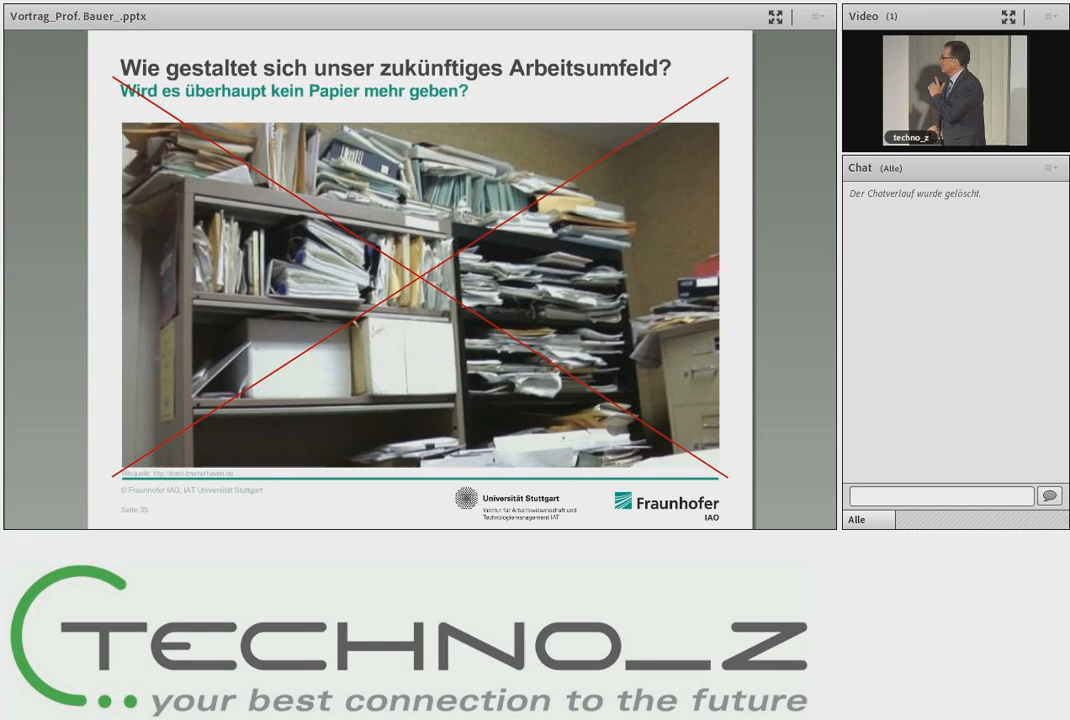 Vortrag_Prof. Bauer_.pptx
Video (1)
Wie gestaltet sich unser zukünftiges Arbeitsumfeld?
Wird es überhaupt kein Papier mehr geben?
techno_z
Chat (Alle)
Der Chatverlauf wurde gelöscht.
Bildquelle: http://stadt-bremerhaven.de
© Fraunhofer IAO, IAT Universität Stuttgart
Seite 35
Universität Stuttgart
Institut für Arbeitswissenschaft und
Technologiemanagement IAT
Fraunhofer
IAO
Alle
TECHNO_Z
your best connection to the future